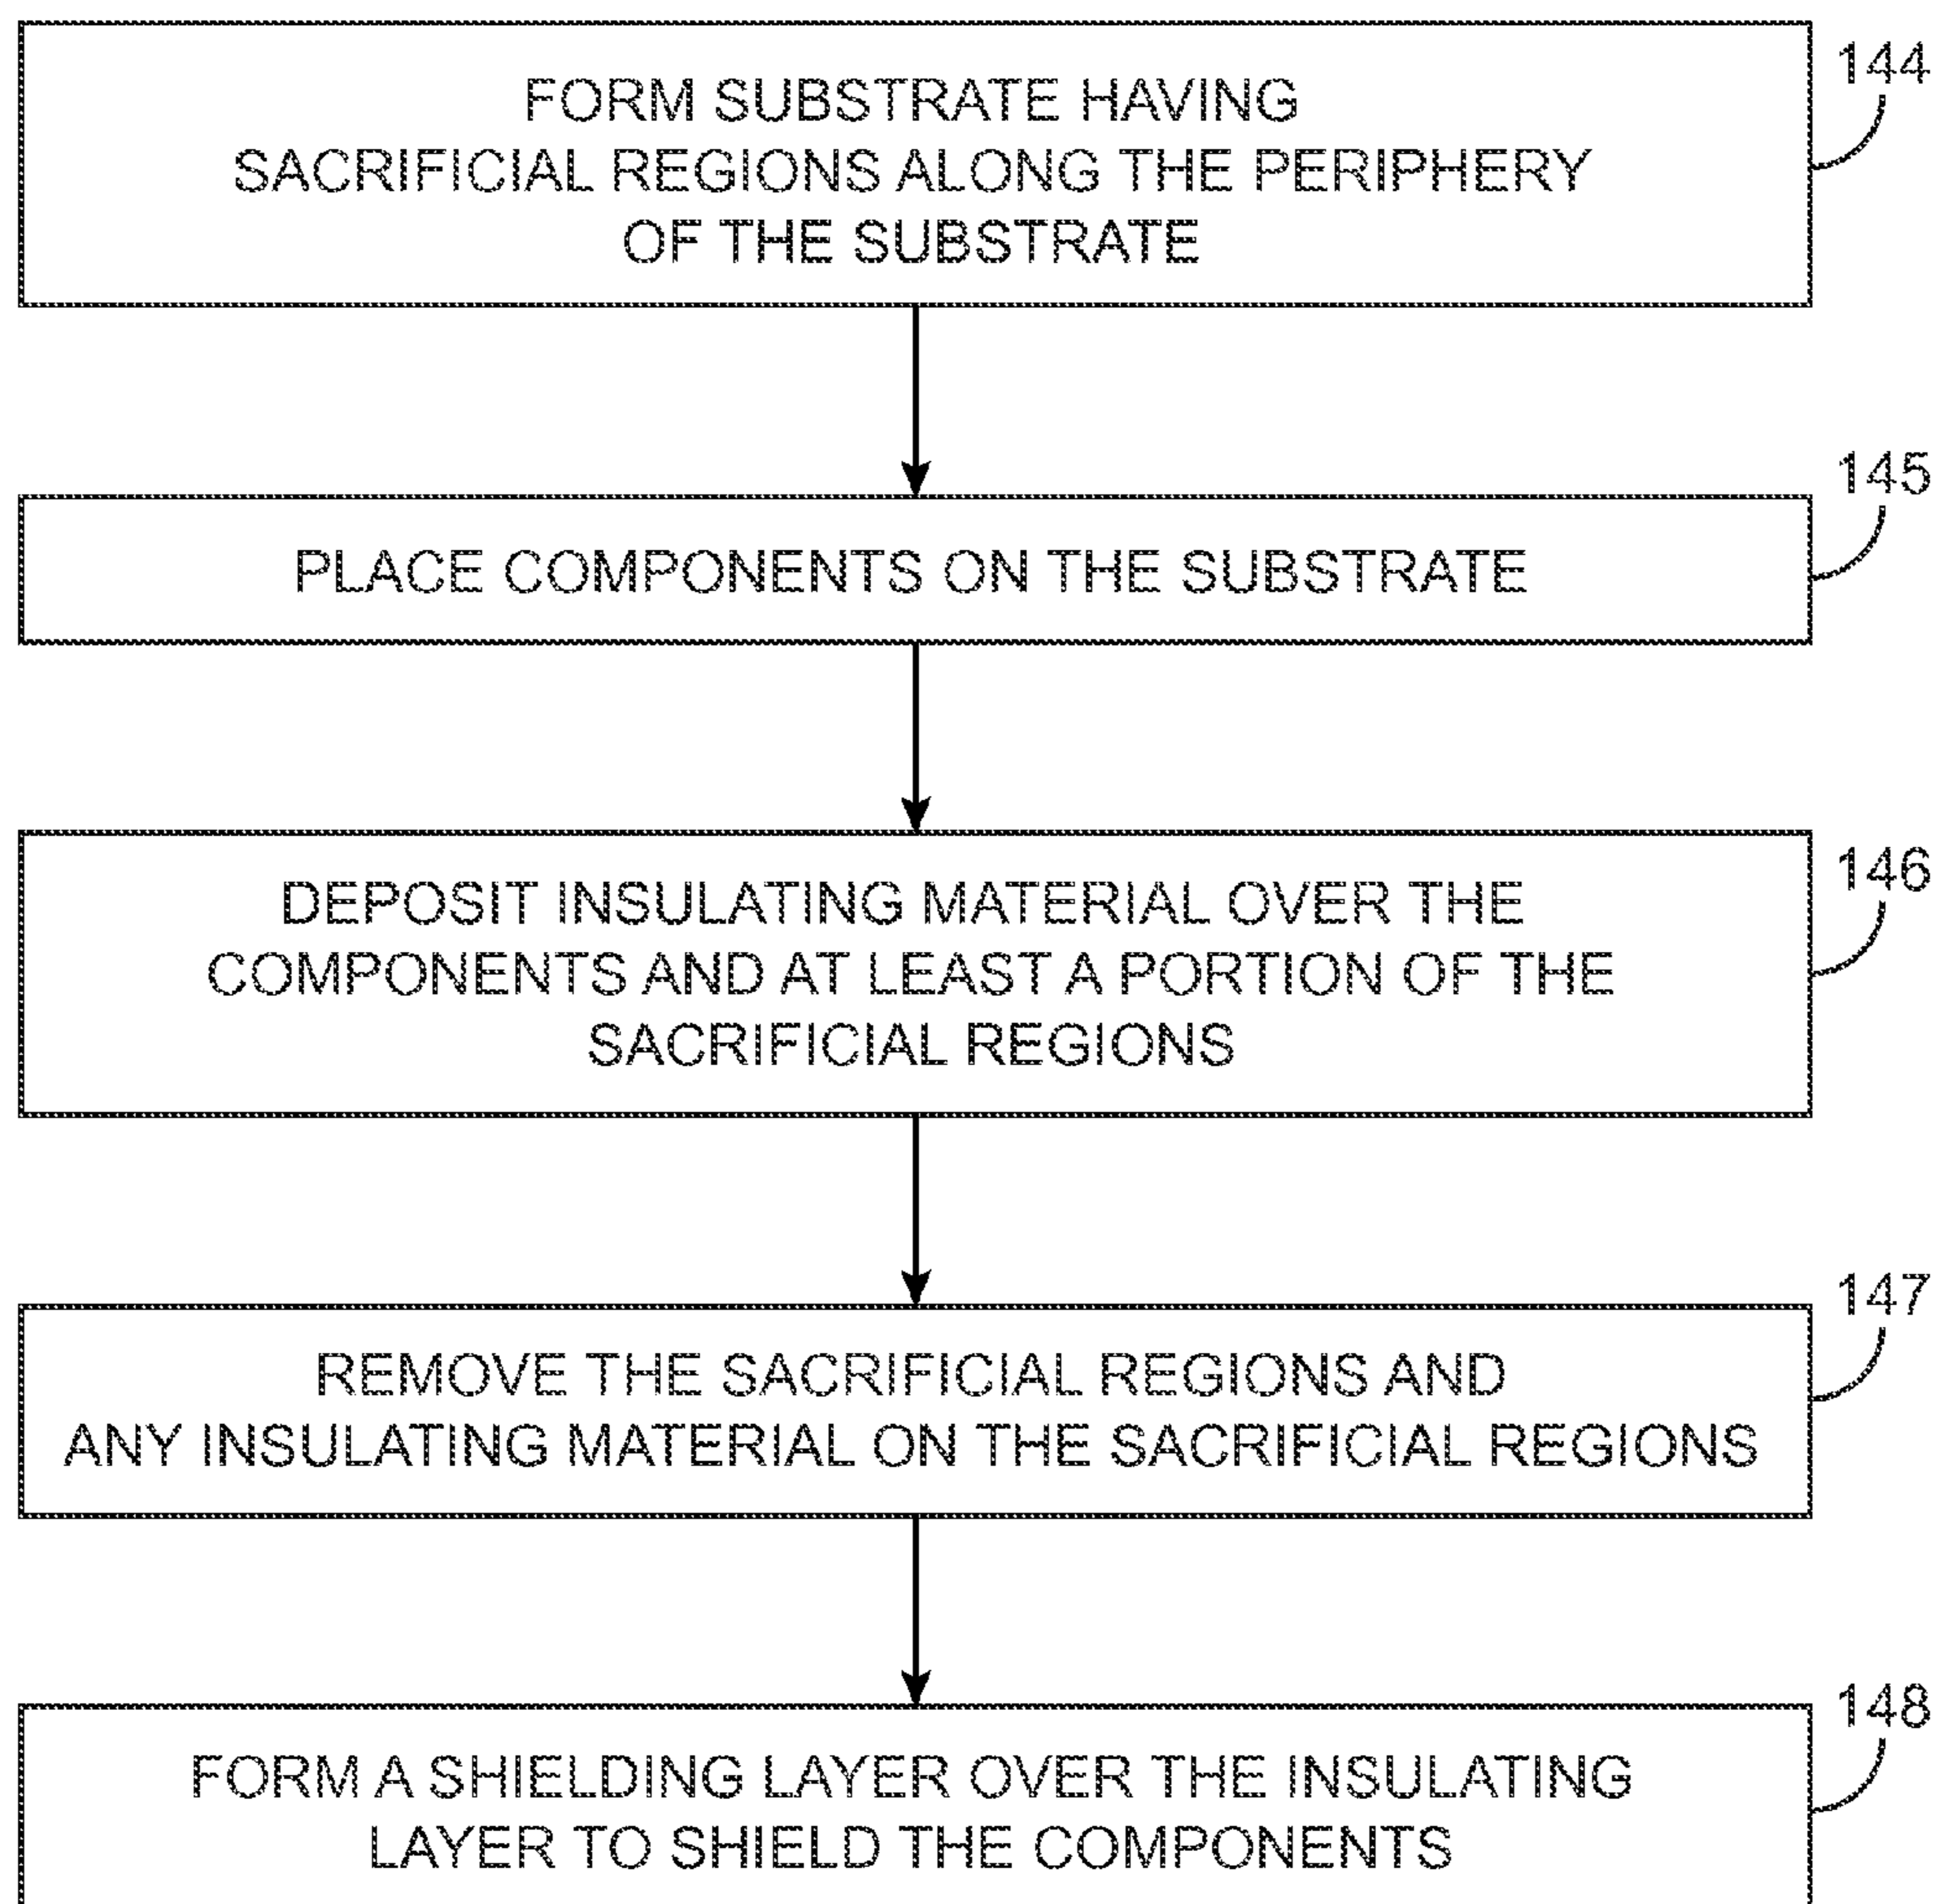 144
FORM SUBSTRATE HAVING
SACRIFICIAL REGIONS ALONG THE PERIPHERY
OF THE SUBSTRATE
145
PLACE COMPONENTS ON THE SUBSTRATE
146
DEPOSIT INSULATING MATERIAL OVER THE
COMPONENTS AND AT LEAST A PORTION OF THE
SACRIFICIAL REGIONS
147
REMOVE THE SACRIFICIAL REGIONS AND
ANY INSULATING MATERIAL ON THE SACRIFICIAL REGIONS
148
FORM A SHIELDING LAYER OVER THE INSULATING
LAYER TO SHIELD THE COMPONENTS